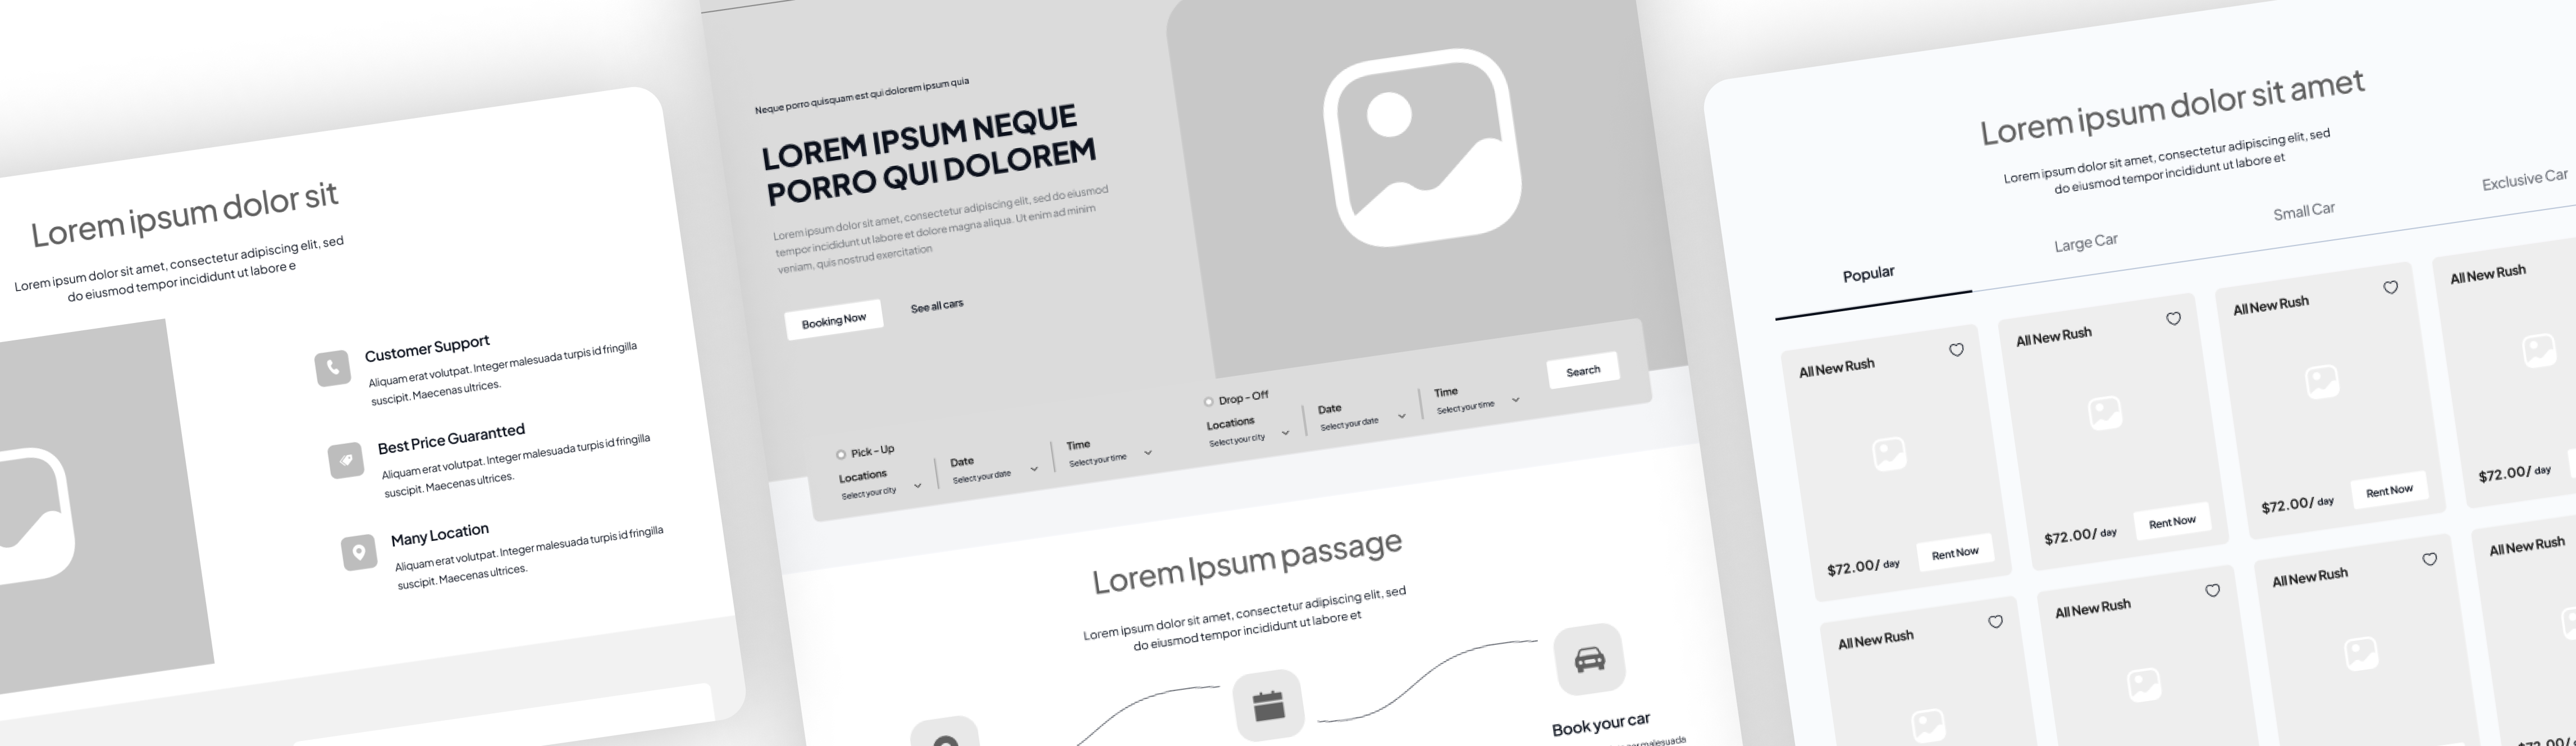 Lorem ipsum dolor sit
Lorem ipsum dolor sit amet, consectetur adipiscing elit, sed
do eiusmod tempor incididunt ut labore e
Customer Support
Aliquam erat volutpat. Integer malesuada turpis id fringilla
suscipit. Maecenas ultrices.
Best Price Guarantted
Aliquam erat volutpat. Integer malesuada turpis id fringilla
suscipit. Maecenas ultrices.
Many Location
Aliquam erat volutpat. Integer malesuada turpis id fringilla
suscipit. Maecenas ultrices.
Neque porro quisquam est qui dolorem ipsum quia
LOREM IPSUM NEQUE
PORRO QUI DOLOREM
Lorem ipsum dolor sit amet, consectetur adipiscing elit, sed do eiusmod
tempor incididunt ut labore et dolore magna aliqua. Ut enim ad minim
veniam, quis nostrud exercitation
Booking Now
See all cars
Pick - Up
Locations
Select your city
Date
Select your date
Time
Select your time
Drop - Off
Locations
Select your city
Date
Select your date
Time
Select your time
Search
Lorem Ipsum passage
Lorem ipsum dolor sit amet, consectetur adipiscing elit, sed
do eiusmod tempor incididunt ut labore et
Book your car
malesuada
Lorem ipsum dolor sit amet
Lorem ipsum dolor sit amet, consectetur adipiscing elit, sed
do eiusmod tempor incididunt ut labore et
Popular
Large Car
Small Car
Exclusive Car
All New Rush
$72.00/ day
Rent Now
All New Rush
$72.00/ day
Rent Now
All New Rush
$72.00/ day
Rent Now
All New Rush
$72.00/ day
All New Rush
All New Rush
All New Rush
All New Rush
$72.00/ day